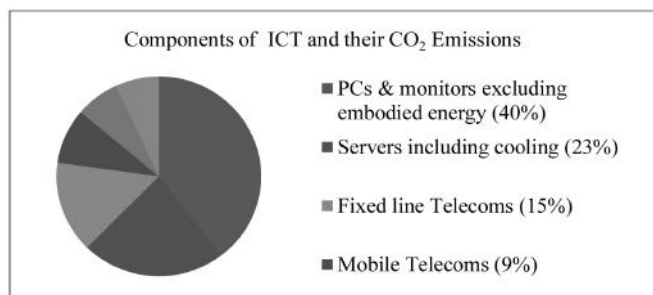 Components of ICT and their CO₂ Emissions
PCs & monitors excluding
embodied energy (40%)
Servers including cooling (23%)
Fixed line Telecoms (15%)
Mobile Telecoms (9%)